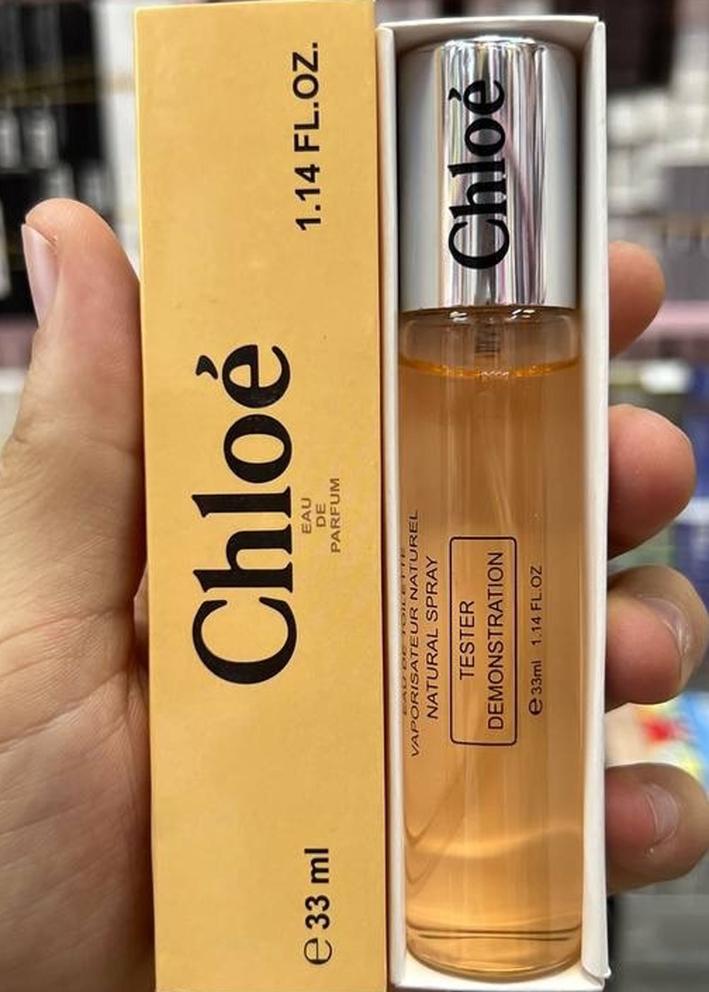 Chloé
EAU
DE
PARFUM
e 33 ml
1.14 FL.OZ.
Chloé
EAU DE TOILETTE
VAPORISATEUR NATUREL
NATURAL SPRAY
TESTER
DEMONSTRATION
e 33ml 1.14 FL.OZ